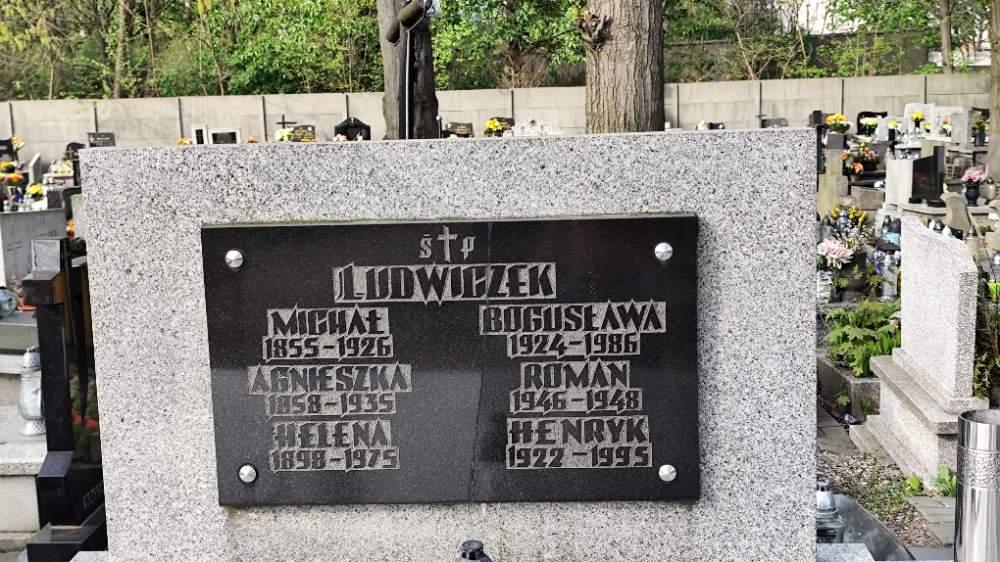 ś † p
LUDWICZEK
MICHAŁ
1855-1926
AGNIESZKA
1858-1935
HELENA
1898-1975
BOGUSŁAWA
1924-1986
ROMAN
1946-1948
HENRYK
1922-1995